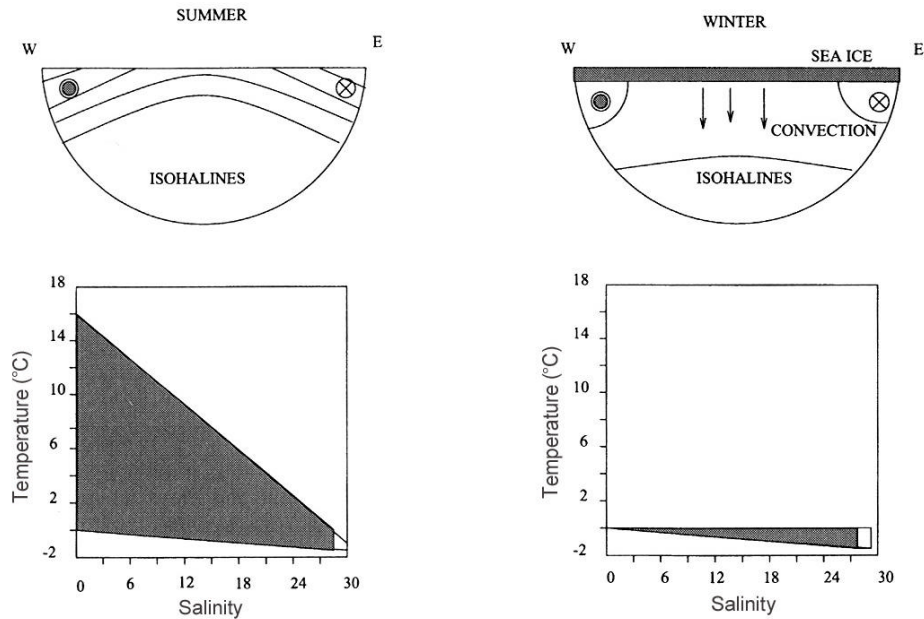 SUMMER
W
E
ISOHALINES
WINTER
W
E
SEA ICE
CONVECTION
ISOHALINES
18
14
10
6
2
-2
Temperature (°C)
0 6 12 18 24 30
Salinity
18
14
10
6
2
-2
Temperature (°C)
0 6 12 18 24 30
Salinity